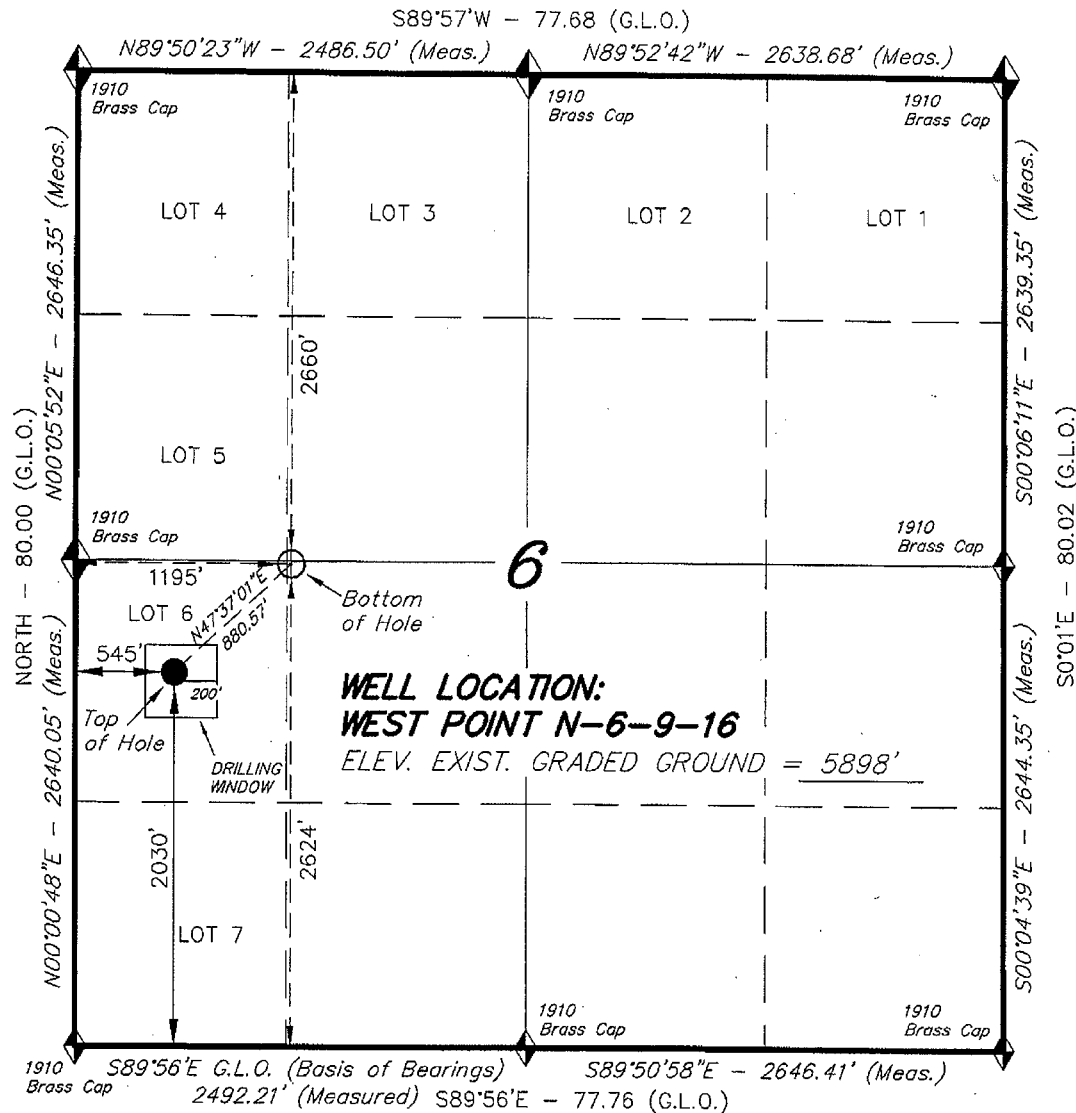 S89°57'W - 77.68 (G.L.O.)
N89°50'23"W - 2486.50' (Meas.)
N89°52'42"W - 2638.68' (Meas.)
1910
Brass Cap
1910
Brass Cap
1910
Brass Cap
LOT 4
LOT 3
LOT 2
LOT 1
N00°05'52"E - 2646.35' (Meas.)
S00°06'11"E - 2639.35' (Meas.)
2660'
NORTH - 80.00 (G.L.O.)
S0°01'E - 80.02 (G.L.O.)
LOT 5
1910
Brass Cap
1910
Brass Cap
6
1195'
N47°37'01"E
880.57'
Bottom
of Hole
LOT 6
545'
200'
Top
of Hole
DRILLING
WINDOW
WELL LOCATION:
WEST POINT N-6-9-16
ELEV. EXIST. GRADED GROUND = 5898'
N00°00'48"E - 2640.05' (Meas.)
S00°04'39"E - 2644.35' (Meas.)
2030'
2624'
LOT 7
1910
Brass Cap
1910
Brass Cap
1910
Brass Cap
S89°56'E G.L.O. (Basis of Bearings)
2492.21' (Measured)
S89°50'58"E - 2646.41' (Meas.)
S89°56'E - 77.76 (G.L.O.)